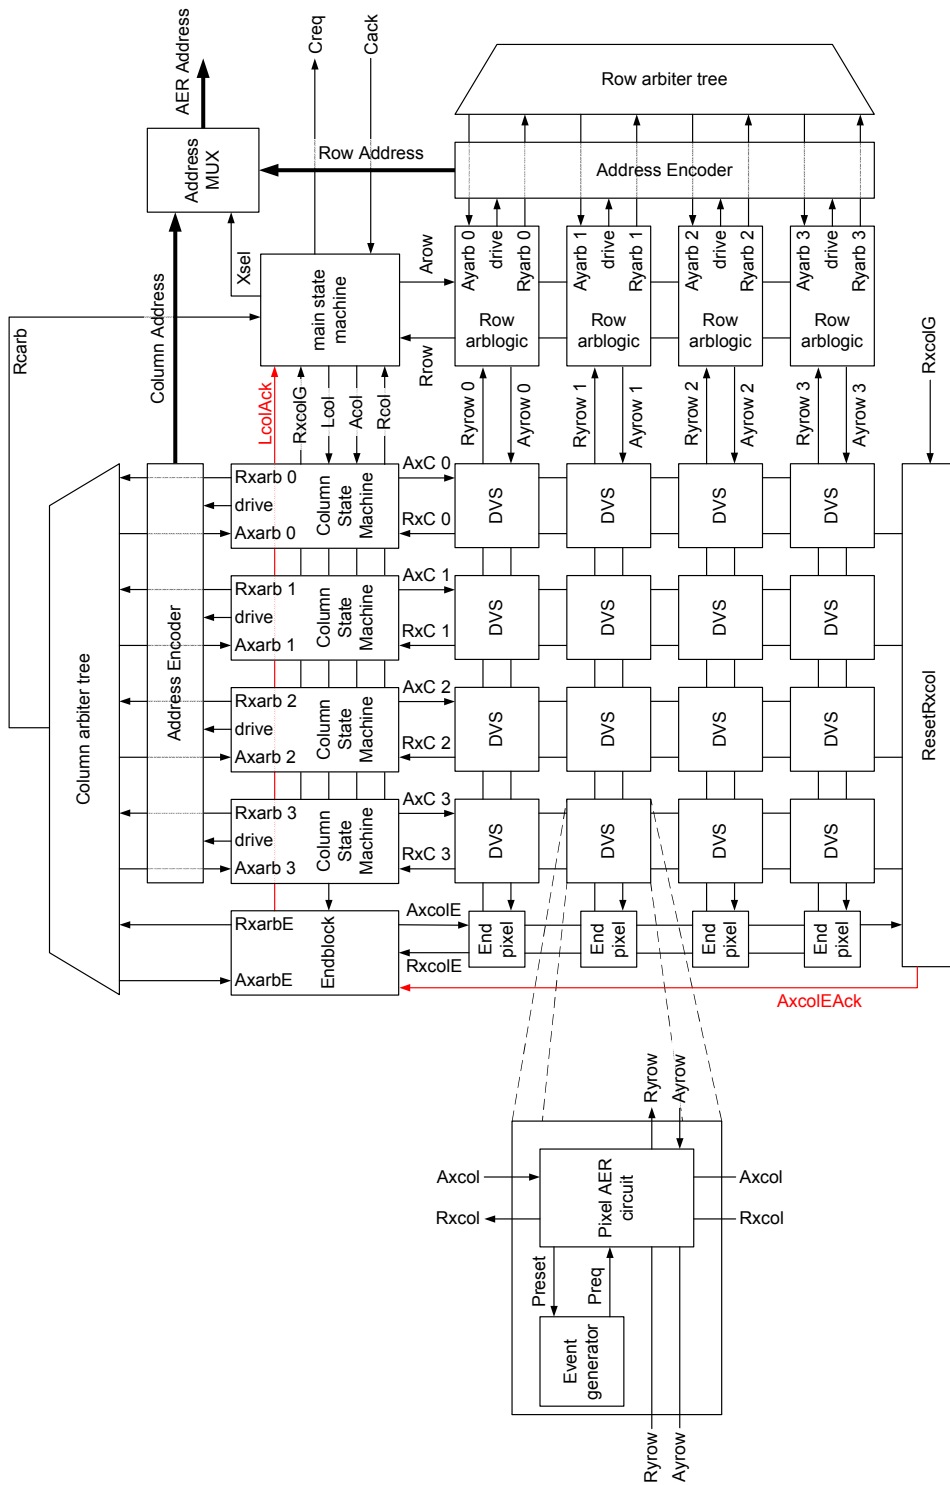 AER Address
Creq
Cack
Row arbiter tree
Address
MUX
Row Address
Address Encoder
Rcarb
Column Address
Xsel
main state
machine
Arow
Rrow
Ayarb 0
drive
Ryarb 0
Row
arblogic
Ayarb 1
drive
Ryarb 1
Row
arblogic
Ayarb 2
drive
Ryarb 2
Row
arblogic
Ayarb 3
drive
Ryarb 3
Row
arblogic
LcolAck
RxcolG
Lcol
Acol
Rcol
Ryrow 0
Ayrow 0
Ryrow 1
Ayrow 1
Ryrow 2
Ayrow 2
Ryrow 3
Ayrow 3
RxcolG
Column arbiter tree
Address Encoder
Rxarb 0
drive
Axarb 0
Column
State
Machine
AxC 0
RxC 0
DVS
DVS
DVS
DVS
Rxarb 1
drive
Axarb 1
Column
State
Machine
AxC 1
RxC 1
DVS
DVS
DVS
DVS
Rxarb 2
drive
Axarb 2
Column
State
Machine
AxC 2
RxC 2
DVS
DVS
DVS
DVS
Rxarb 3
drive
Axarb 3
Column
State
Machine
AxC 3
RxC 3
DVS
DVS
DVS
DVS
ResetRxcol
RxarbE
AxarbE
Endblock
AxcolE
RxcolE
End
pixel
End
pixel
End
pixel
End
pixel
AxcolEAck
Ryrow
Ayrow
Axcol
Rxcol
Pixel AER
circuit
Axcol
Rxcol
Preset
Preq
Event
generator
Ryrow
Ayrow